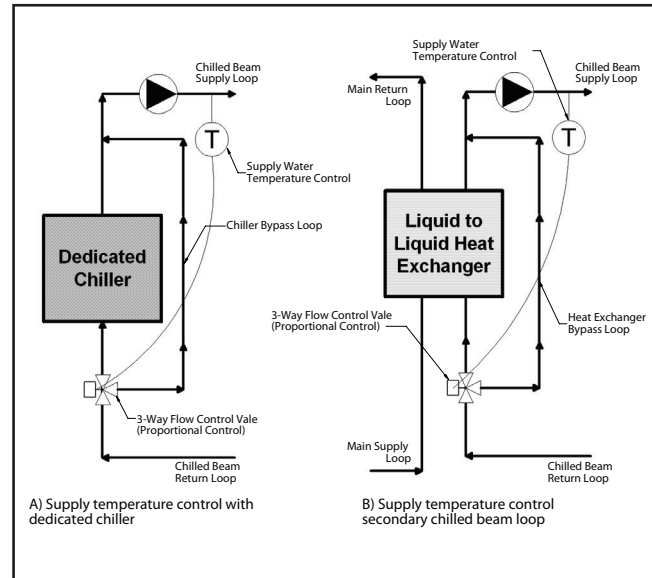 Chilled Beam
Supply Loop
T
Supply Water
Temperature Control
Chiller Bypass Loop
Dedicated
Chiller
3-Way Flow Control Vale
(Proportional Control)
Chilled Beam
Return Loop
A) Supply temperature control with
dedicated chiller
Supply Water
Temperature Control
Chilled Beam
Supply Loop
Main Return
Loop
T
Liquid to
Liquid Heat
Exchanger
3-Way Flow Control Vale
(Proportional Control)
Heat Exchanger
Bypass Loop
Main Supply
Loop
Chilled Beam
Return Loop
B) Supply temperature control
secondary chilled beam loop